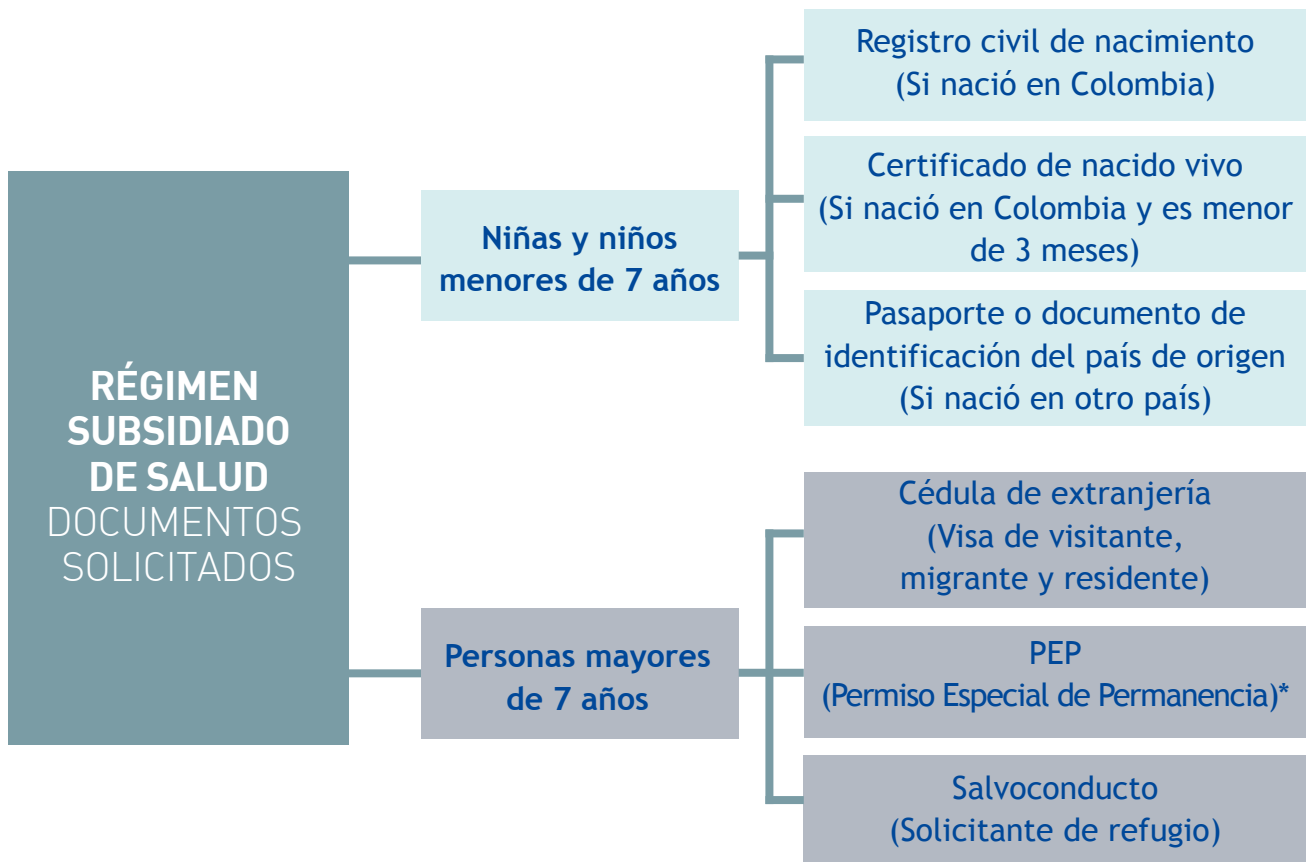 RÉGIMEN
SUBSIDIADO
DE SALUD
DOCUMENTOS
SOLICITADOS
Niñas y niños
menores de 7 años
Registro civil de nacimiento
(Si nació en Colombia)
Certificado de nacido vivo
(Si nació en Colombia y es menor
de 3 meses)
Pasaporte o documento de
identificación del país de origen
(Si nació en otro país)
Personas mayores
de 7 años
Cédula de extranjería
(Visa de visitante,
migrante y residente)
PEP
(Permiso Especial de Permanencia)*
Salvoconducto
(Solicitante de refugio)